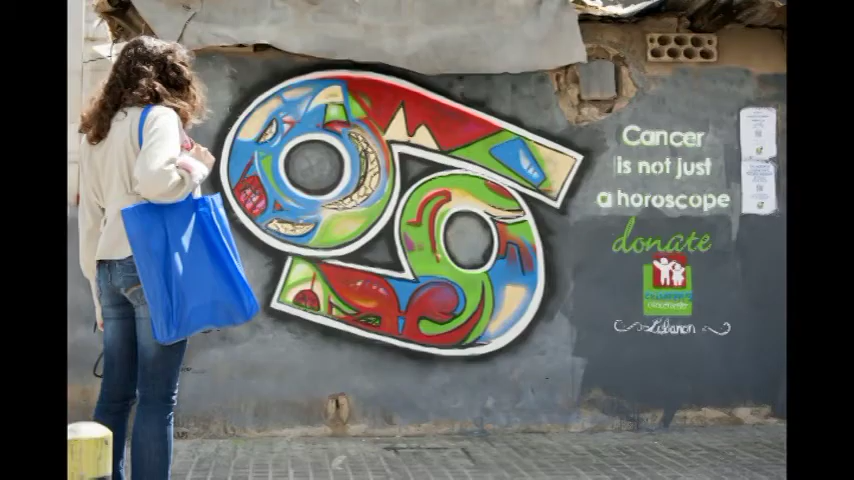 Cancer
is not just
a horoscope
donate
Lebanon